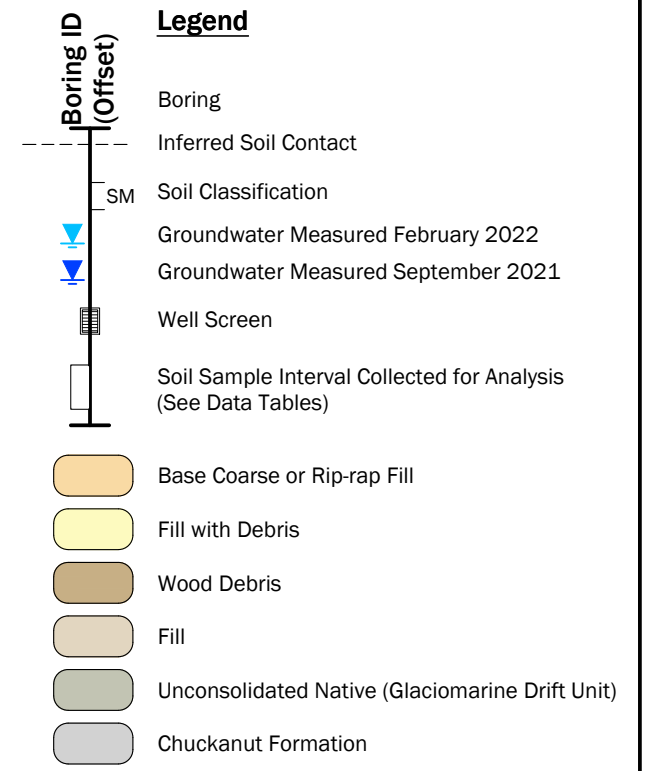 Legend
Boring ID
(Offset)
Boring
Inferred Soil Contact
SM
Soil Classification
Groundwater Measured February 2022
Groundwater Measured September 2021
Well Screen
Soil Sample Interval Collected for Analysis
(See Data Tables)
Base Coarse or Rip-rap Fill
Fill with Debris
Wood Debris
Fill
Unconsolidated Native (Glaciomarine Drift Unit)
Chuckanut Formation